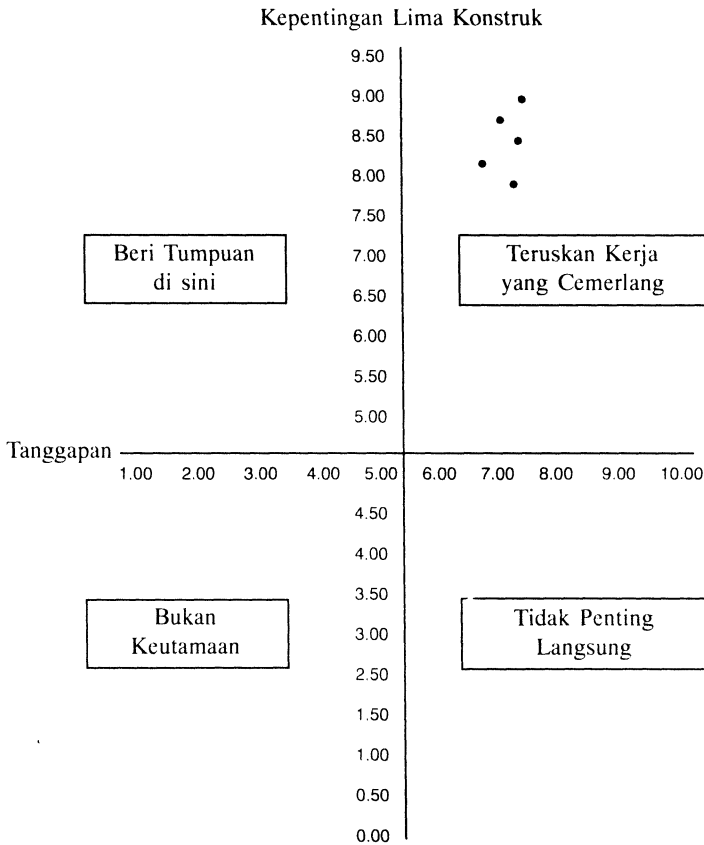 Kepentingan Lima Konstruk
9.50
9.00
8.50
8.00
7.50
Beri Tumpuan
di sini
7.00
6.50
Teruskan Kerja
yang Cemerlang
6.00
5.50
5.00
Tanggapan
1.00 2.00 3.00 4.00 5.00 6.00 7.00 8.00 9.00 10.00
4.50
4.00
3.50
Bukan
Keutamaan
3.00
2.50
Tidak Penting
Langsung
1.50
1.00
0.50
0.00